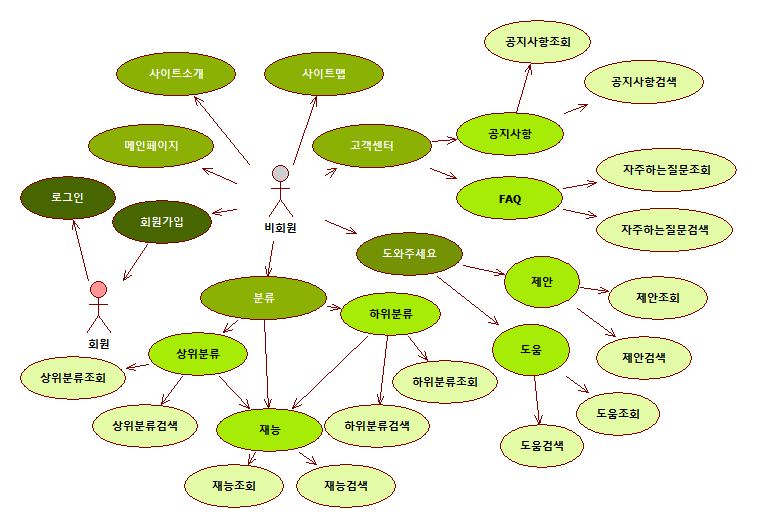 공지사항조회
사이트소개
사이트맵
공지사항검색
공지사항
메인페이지
고객센터
자주하는질문조회
로그인
FAQ
회원가입
비회원
자주하는질문검색
도와주세요
제안
분류
제안조회
하위분류
회원
상위분류
도움
제안검색
상위분류조회
하위분류조회
도움조회
상위분류검색
재능
하위분류검색
도움검색
재능조회
재능검색